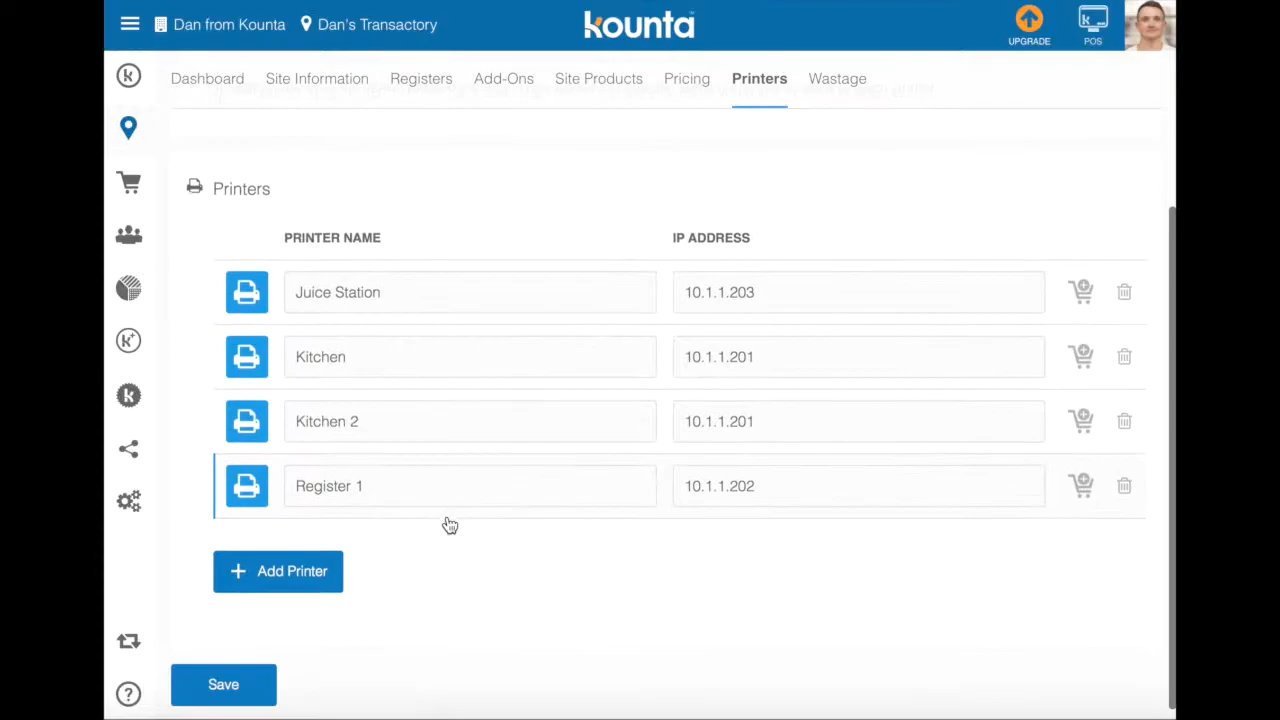 Dan from Kounta Dan's Transactory kounta UPGRADE POS
Dashboard Site Information Registers Add-Ons Site Products Pricing Printers Wastage
Printers
PRINTER NAME IP ADDRESS
Juice Station 10.1.1.203
Kitchen 10.1.1.201
Kitchen 2 10.1.1.201
Register 1 10.1.1.202
+ Add Printer
Save